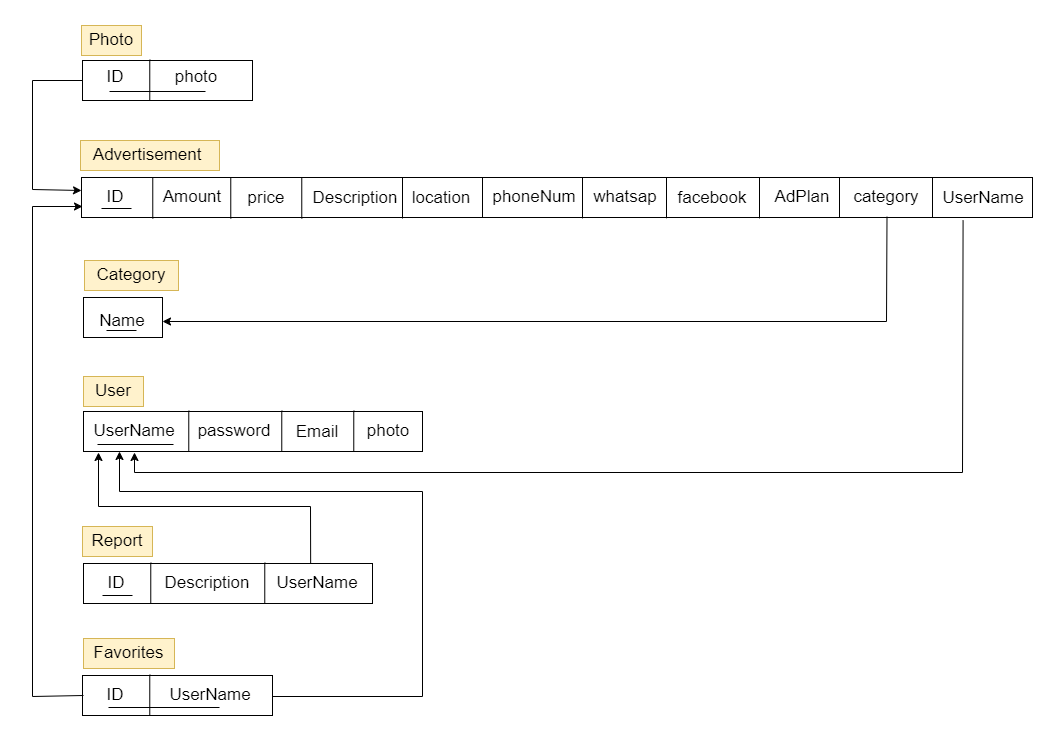 Photo
ID photo
Advertisement
ID Amount price Description location phoneNum whatsap facebook AdPlan category UserName
Category
Name
User
UserName password Email photo
Report
ID Description UserName
Favorites
ID UserName